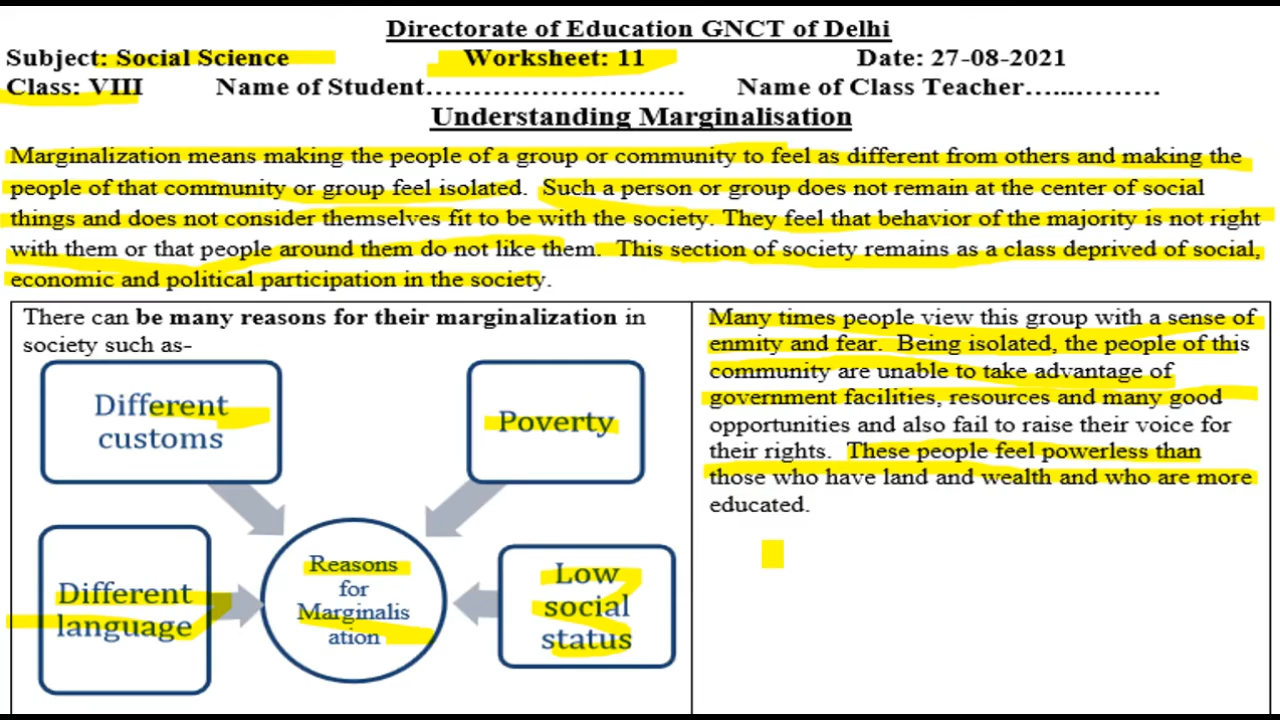 Directorate of Education GNCT of Delhi
Subject: Social Science Worksheet: 11 Date: 27-08-2021
Class: VIII Name of Student………………………… Name of Class Teacher…...………
Understanding Marginalisation
Marginalization means making the people of a group or community to feel as different from others and making the
people of that community or group feel isolated. Such a person or group does not remain at the center of social
things and does not consider themselves fit to be with the society. They feel that behavior of the majority is not right
with them or that people around them do not like them. This section of society remains as a class deprived of social,
economic and political participation in the society.
There can be many reasons for their marginalization in
society such as-
Different
customs
Poverty
Different
language
Reasons
for
Marginalis
ation
Low
social
status
Many times people view this group with a sense of
enmity and fear. Being isolated, the people of this
community are unable to take advantage of
government facilities, resources and many good
opportunities and also fail to raise their voice for
their rights. These people feel powerless than
those who have land and wealth and who are more
educated.